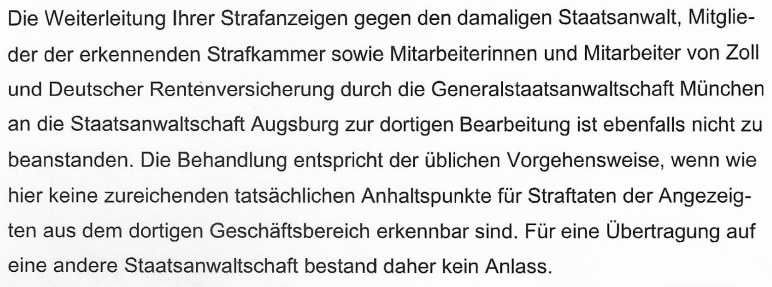 Die Weiterleitung Ihrer Strafanzeigen gegen den damaligen Staatsanwalt, Mitglie-
der der erkennenden Strafkammer sowie Mitarbeiterinnen und Mitarbeiter von Zoll
und Deutscher Rentenversicherung durch die Generalstaatsanwaltschaft München
an die Staatsanwaltschaft Augsburg zur dortigen Bearbeitung ist ebenfalls nicht zu
beanstanden. Die Behandlung entspricht der üblichen Vorgehensweise, wenn wie
hier keine zureichenden tatsächlichen Anhaltspunkte für Straftaten der Angezeig-
ten aus dem dortigen Geschäftsbereich erkennbar sind. Für eine Übertragung auf
eine andere Staatsanwaltschaft bestand daher kein Anlass.